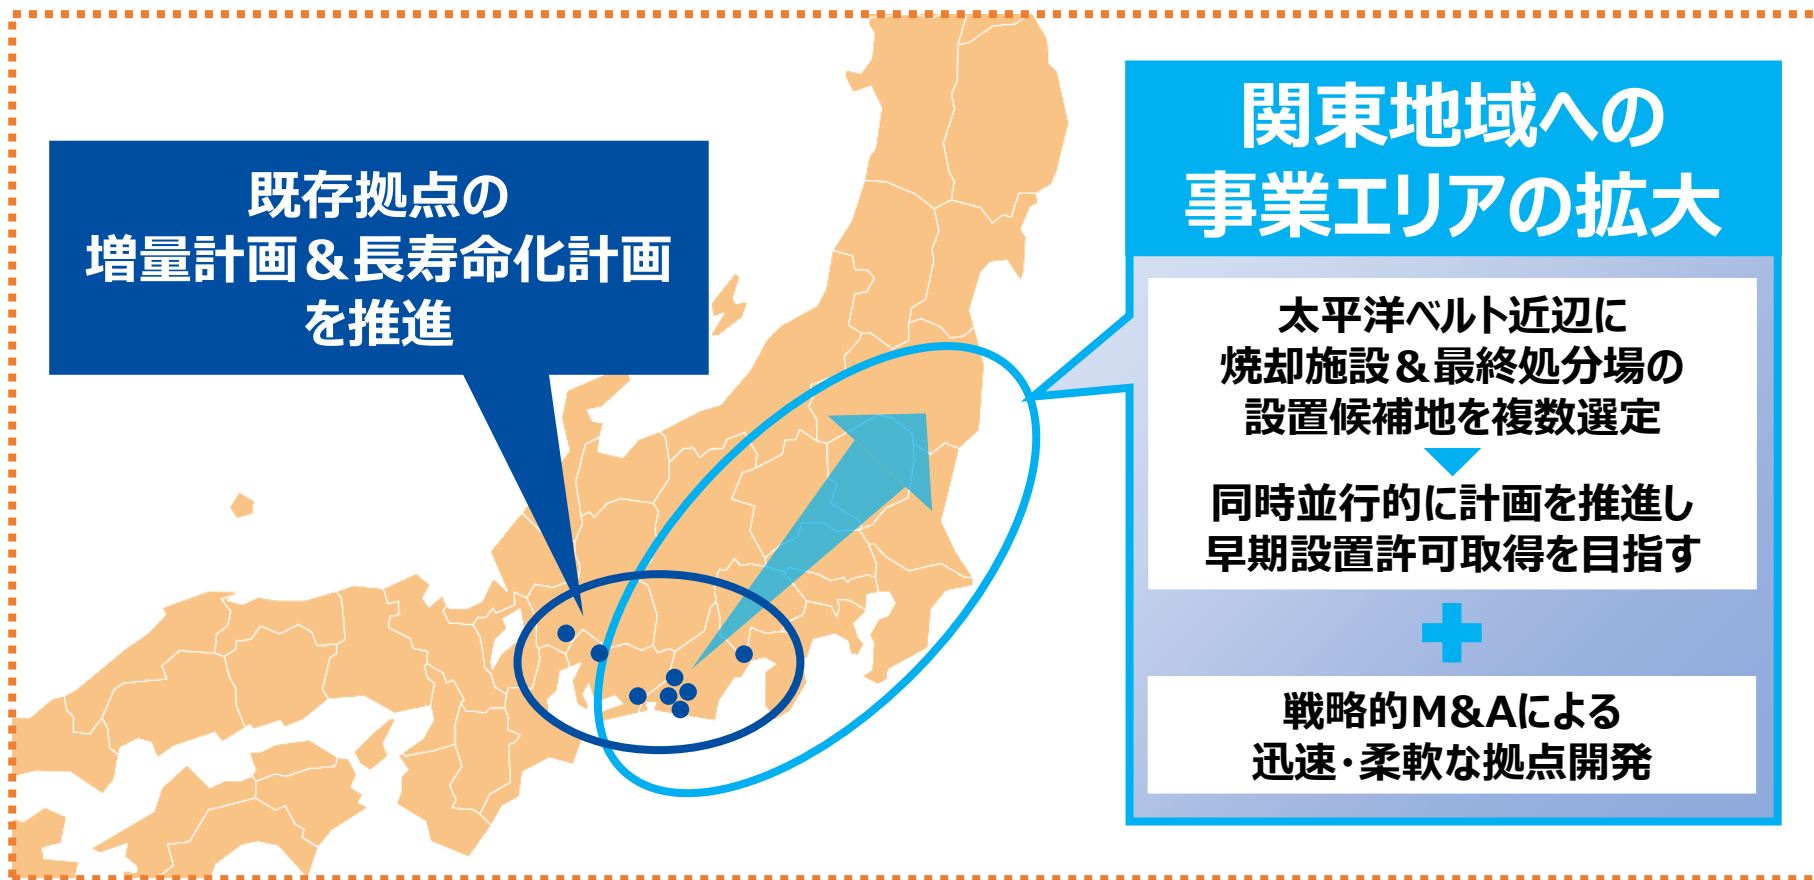 既存拠点の
増量計画＆長寿命化計画
を推進
関東地域への
事業エリアの拡大
太平洋ベルト近辺に
焼却施設＆最終処分場の
設置候補地を複数選定
同時並行的に計画を推進し
早期設置許可取得を目指す
戦略的M&Aによる
迅速・柔軟な拠点開発